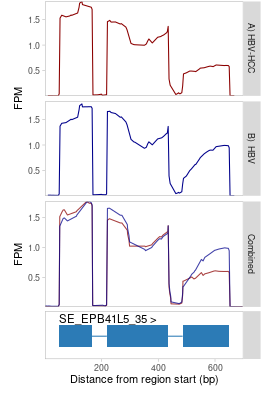 1.5
1.0
0.5
A) HBV-HCC
FPM
1.5
1.0
0.5
B) HBV
1.5
1.0
0.5
FPM
Combined
SE_EPB41L5_35 >
200
400
600
Distance from region start (bp)